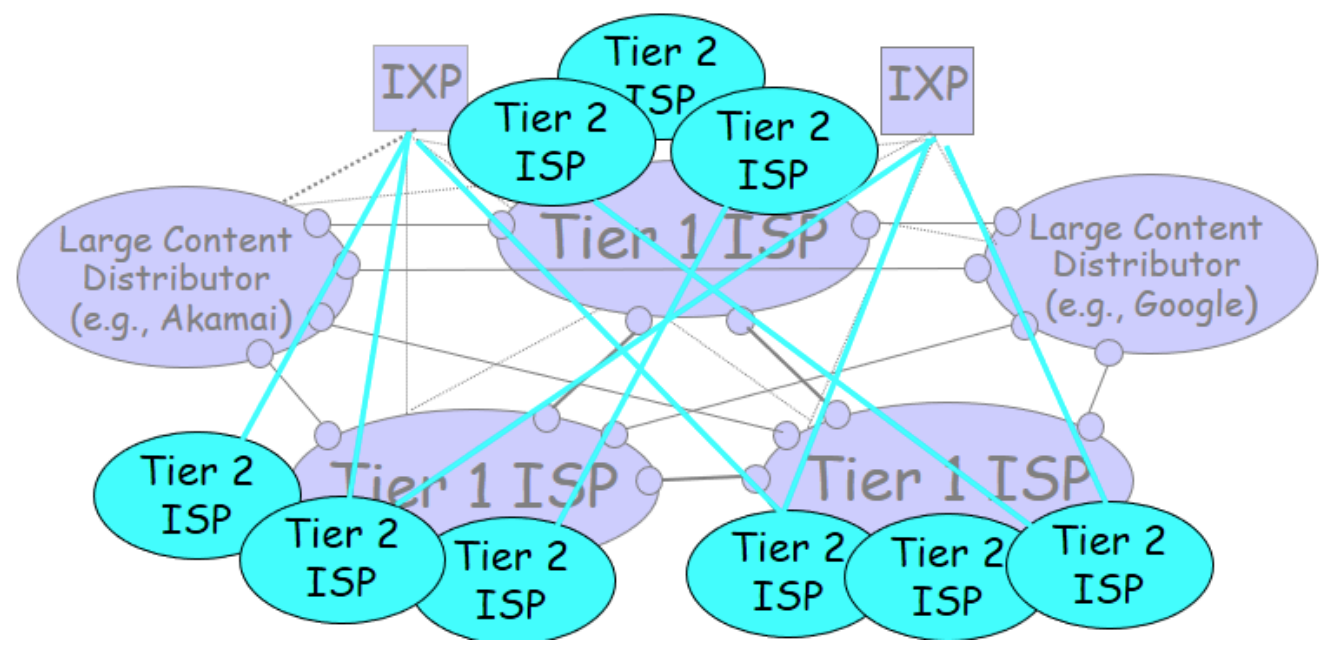 Tier 2
ISP
IXP
Tier 2
ISP
Tier 2
ISP
IXP
Large Content
Distributor
(e.g., Akamai)
Tier 1 ISP
Large Content
Distributor
(e.g., Google)
Tier 1 ISP
Tier 1 ISP
Tier 2
ISP
Tier 2
ISP
Tier 2
ISP
Tier 2
ISP
Tier 2
ISP
Tier 2
ISP